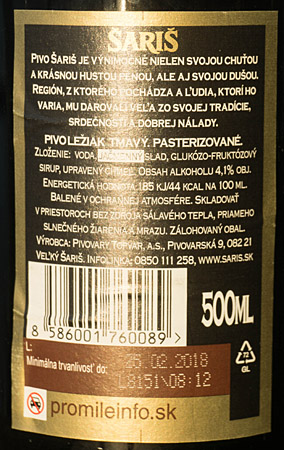 ŠARIŠ
PIVO ŠARIŠ JE VÝNIMOČNÉ NIELEN SVOJOU CHUŤOU
A KRÁSNOU HUSTOU PENOU, ALE AJ SVOJOU DUŠOU.
REGIÓN, Z KTORÉHO POCHÁDZA A ĽUDIA, KTORÍ HO
VARIA, MU DAROVALI VEĽA ZO SVOJEJ TRADÍCIE,
SRDEČNOSTI A DOBREJ NÁLADY.
PIVO LEŽIAK TMAVÝ. PASTERIZOVANÉ.
ZLOŽENIE: VODA, JAČMENNÝ SLAD, GLUKÓZO-FRUKTÓZOVÝ
SIRUP, UPRAVENÝ CHMEĽ. OBSAH ALKOHOLU 4,1% OBJ.
ENERGETICKÁ HODNOTA 185 KJ/44 KCAL NA 100 ML.
BALENÉ V OCHRANNEJ ATMOSFÉRE. SKLADOVAŤ
V PRIESTOROCH BEZ ZDROJA SÁLAVÉHO TEPLA, PRIAMEHO
SLNEČNÉHO ŽIARENIA A MRAZU. ZÁLOHOVANÝ OBAL.
VÝROBCA: PIVOVARY TOPVAR, A.S., PIVOVARSKÁ 9, 082 21
VEĽKÝ ŠARIŠ. INFOLINKA: 0850 111 258, WWW.SARIS.SK
500ML
8 586001 760089 >
L:
Minimálna trvanlivosť do:
25.02.2018
L8151\08:12
72
GL
promileinfo.sk